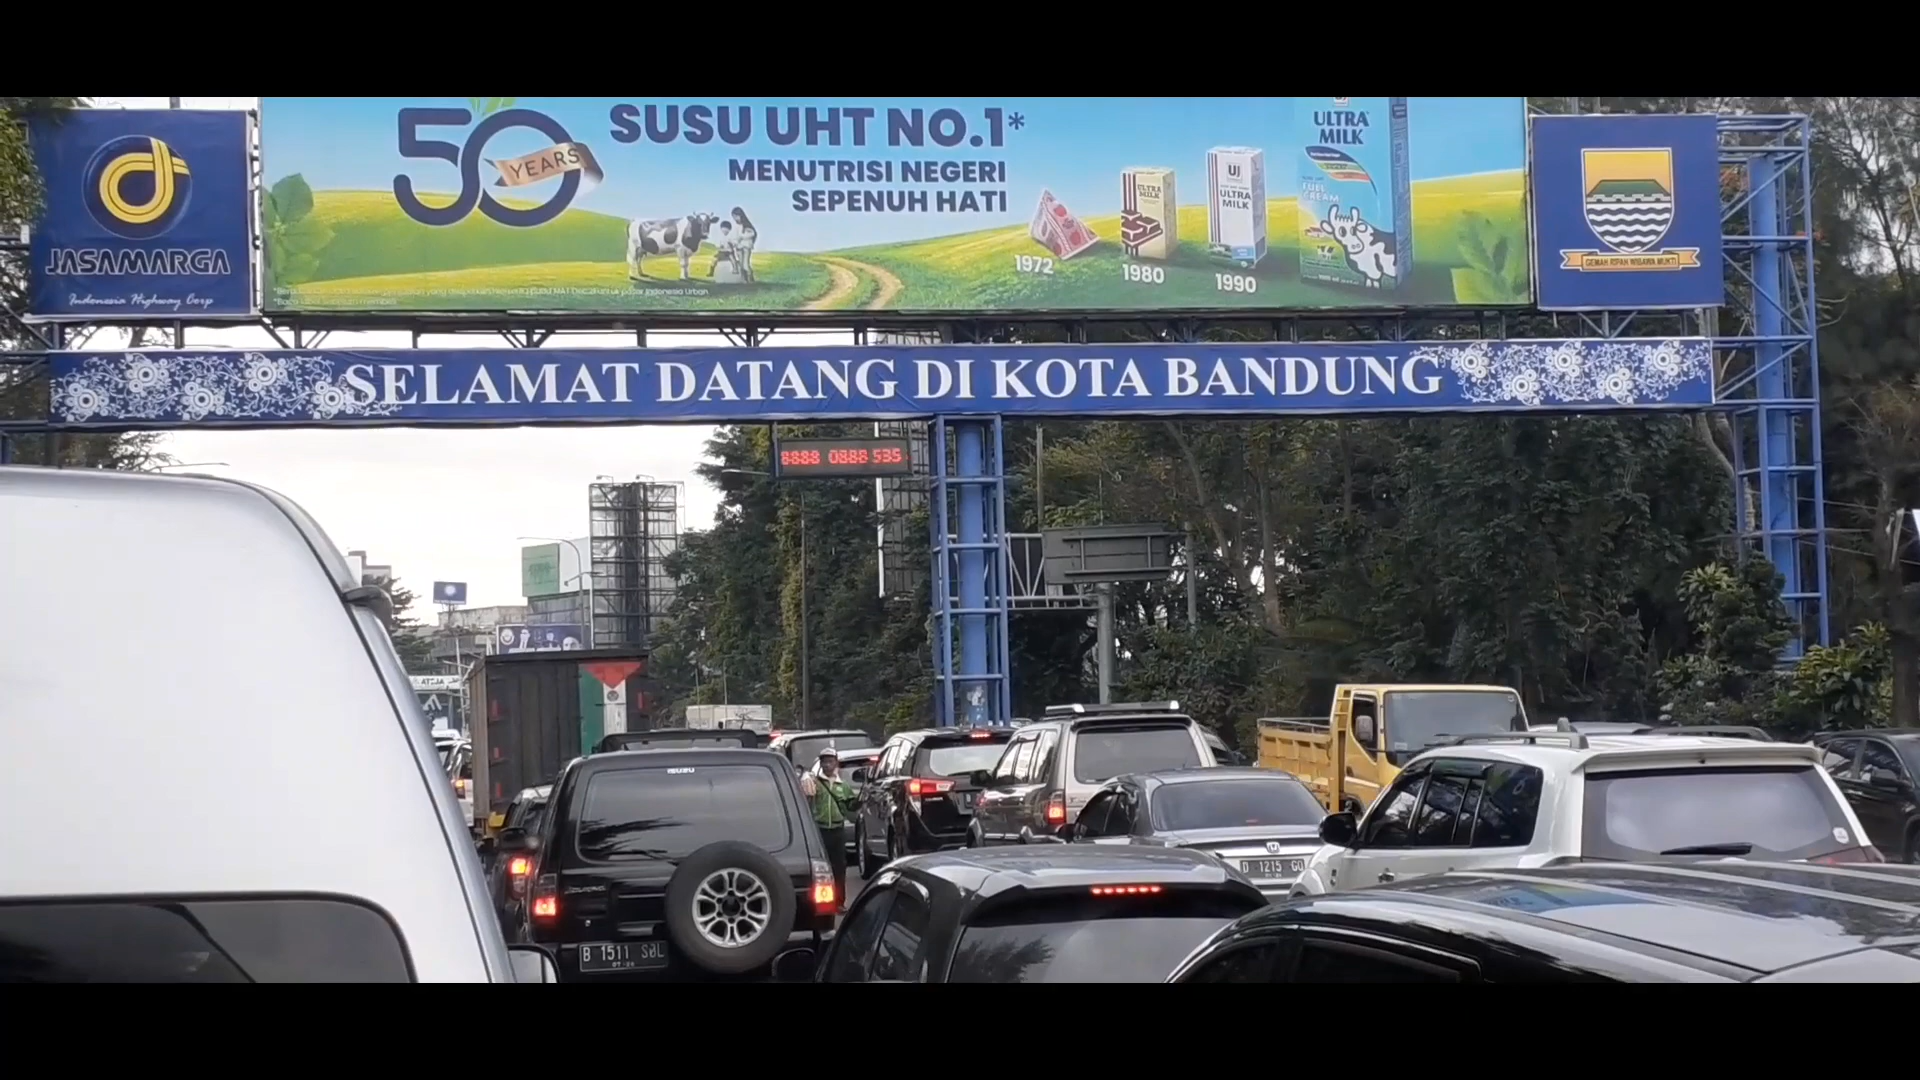 JASAMARGA
Indonesia Highway Corp
50
YEARS
SUSU UHT NO.1*
MENUTRISI NEGERI
SEPENUH HATI
1972
ULTRA
MILK
1980
UJ
ULTRA
MILK
1990
ULTRA
MILK
FULL
CREAM
GEMAH RIPAH WIBAWA MUKTI
SELAMAT DATANG DI KOTA BANDUNG
8888 0888 535
ISUZU
B 1511 SBL
D 1215 GO